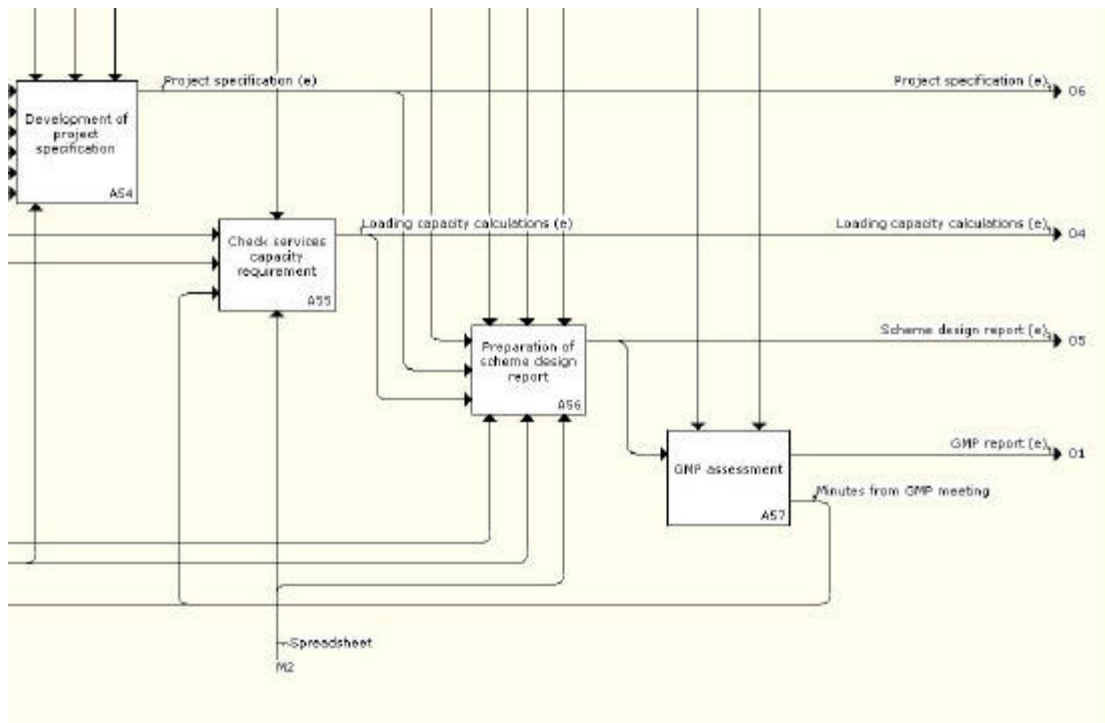 Project specification (e)
Project specification (e)
O6
Development of
project
specification
A54
Loading capacity calculations (e)
Loading capacity calculations (e)
O4
Check services
capacity
requirement
A55
Scheme design report (e)
O5
Preparation of
scheme design
report
A56
GMP report (e)
O1
GMP assessment
Minutes from GMP meeting
A57
Spreadsheet
M2